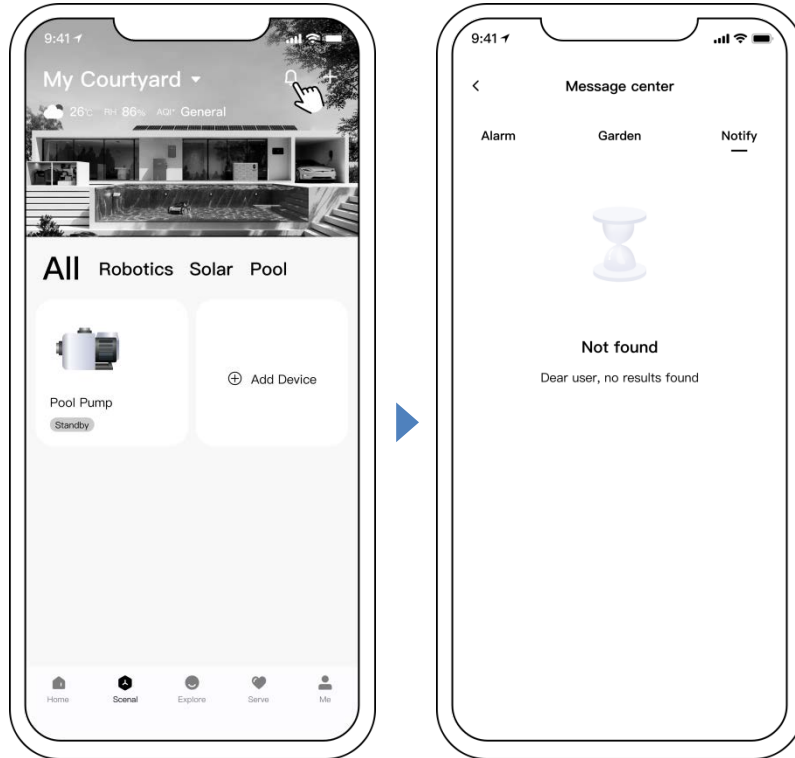 9:41
My Courtyard
26℃ RH 86% AQI* General
All Robotics Solar Pool
Pool Pump
Standby
Add Device
Home Scenal Explore Serve Me
9:41
Message center
Alarm Garden Notify
Not found
Dear user, no results found